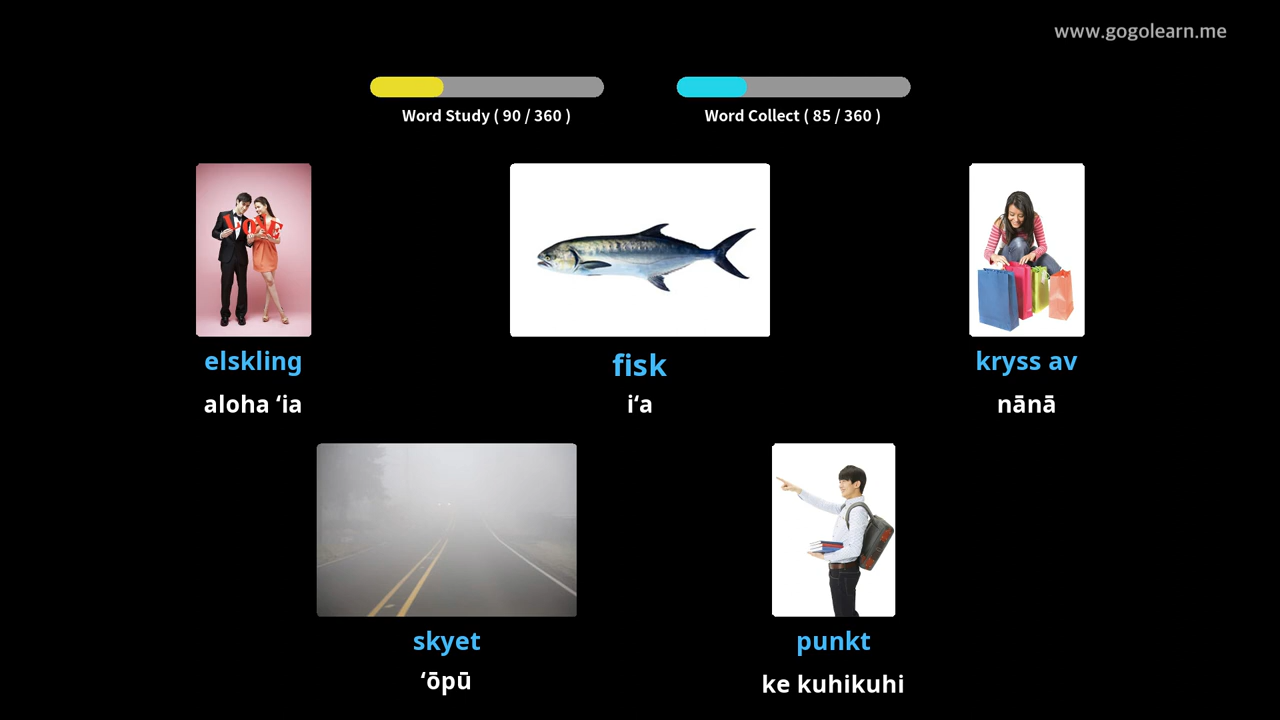 www.gogolearn.me
Word Study ( 90 / 360 )
Word Collect ( 85 / 360 )
LOVE
elskling
fisk
kryss av
aloha ʻia
iʻa
nānā
skyet
punkt
ʻōpū
ke kuhikuhi